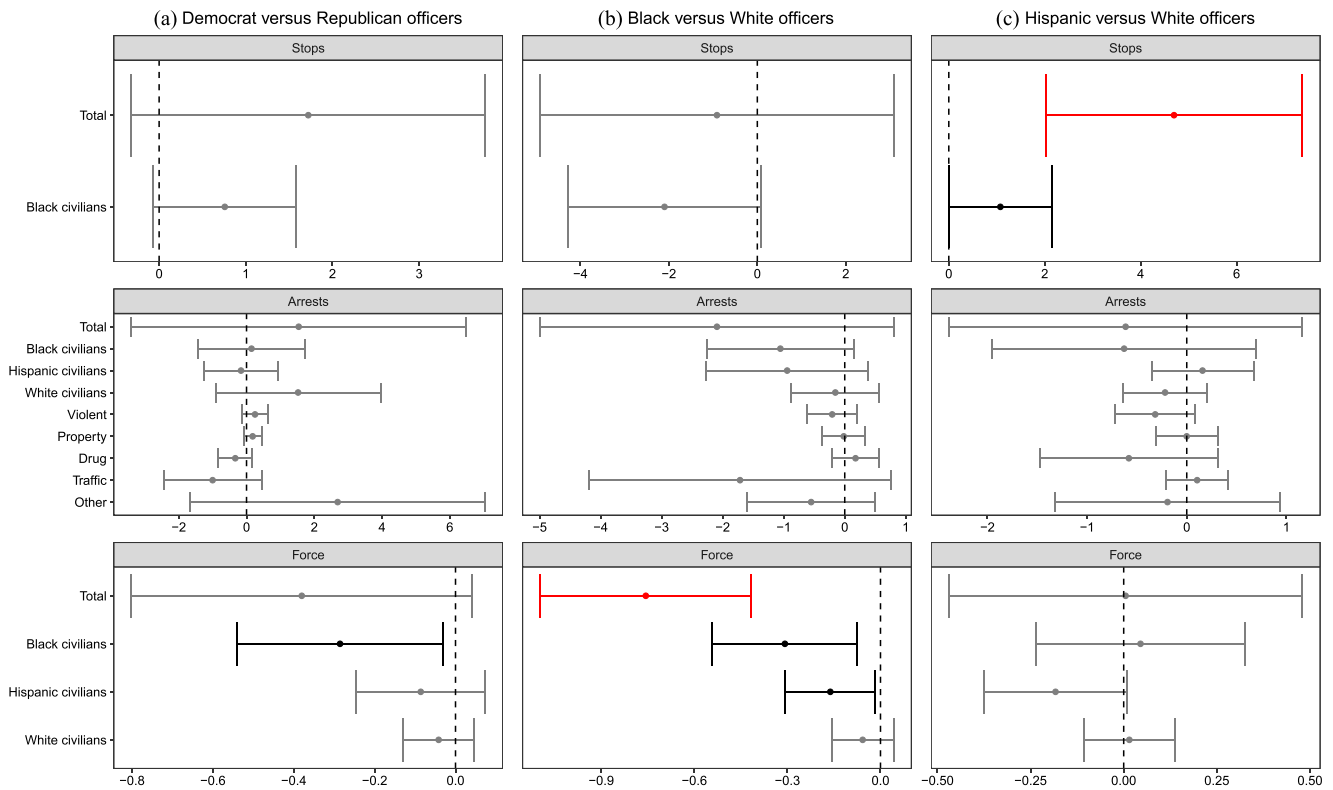 (a) Democrat versus Republican officers
(b) Black versus White officers
(c) Hispanic versus White officers
Stops
Stops
Stops
Total
Black civilians
0 1 2 3
−4 −2 0 2
0 2 4 6
Arrests
Arrests
Arrests
Total
Black civilians
Hispanic civilians
White civilians
Violent
Property
Drug
Traffic
Other
−2 0 2 4 6
−5 −4 −3 −2 −1 0 1
−2 −1 0 1
Force
Force
Force
Total
Black civilians
Hispanic civilians
White civilians
−0.8 −0.6 −0.4 −0.2 0.0
−0.9 −0.6 −0.3 0.0
−0.50 −0.25 0.00 0.25 0.50